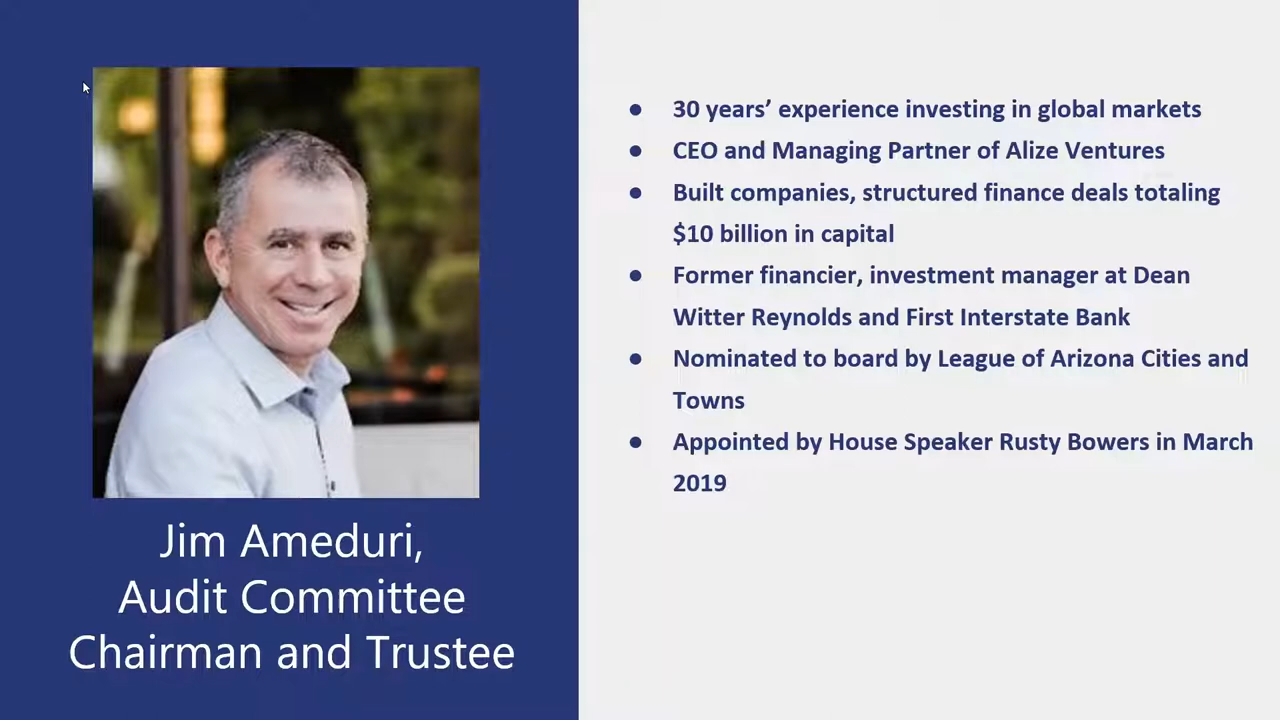 Jim Ameduri,
Audit Committee
Chairman and Trustee
● 30 years’ experience investing in global markets
● CEO and Managing Partner of Alize Ventures
● Built companies, structured finance deals totaling
$10 billion in capital
● Former financier, investment manager at Dean
Witter Reynolds and First Interstate Bank
● Nominated to board by League of Arizona Cities and
Towns
● Appointed by House Speaker Rusty Bowers in March
2019